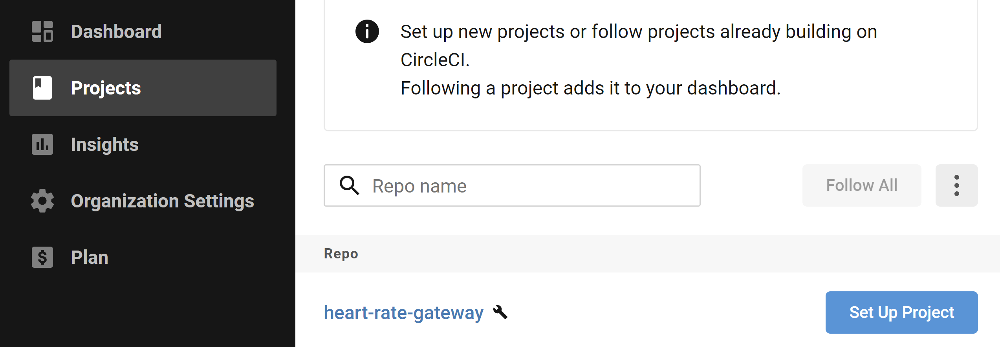 Dashboard
Projects
Insights
Organization Settings
Plan
Set up new projects or follow projects already building on
CircleCI.
Following a project adds it to your dashboard.
Repo name
Follow All
Repo
heart-rate-gateway
Set Up Project